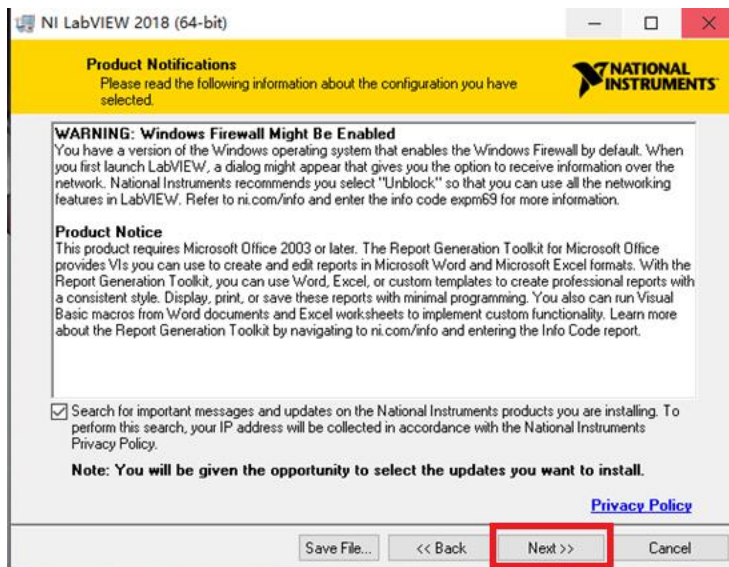 NI LabVIEW 2018 (64-bit)
Product Notifications
Please read the following information about the configuration you have
selected.
NATIONAL
INSTRUMENTS
WARNING: Windows Firewall Might Be Enabled
You have a version of the Windows operating system that enables the Windows Firewall by default. When
you first launch LabVIEW, a dialog might appear that gives you the option to receive information over the
network. National Instruments recommends you select "Unblock" so that you can use all the networking
features in LabVIEW. Refer to ni.com/info and enter the info code expm69 for more information.
Product Notice
This product requires Microsoft Office 2003 or later. The Report Generation Toolkit for Microsoft Office
provides VIs you can use to create and edit reports in Microsoft Word and Microsoft Excel formats. With the
Report Generation Toolkit, you can use Word, Excel, or custom templates to create professional reports with
a consistent style. Display, print, or save these reports with minimal programming. You also can run Visual
Basic macros from Word documents and Excel worksheets to implement custom functionality. Learn more
about the Report Generation Toolkit by navigating to ni.com/info and entering the Info Code report.
Search for important messages and updates on the National Instruments products you are installing. To
perform this search, your IP address will be collected in accordance with the National Instruments
Privacy Policy.
Note: You will be given the opportunity to select the updates you want to install.
Privacy Policy
Save File... << Back Next >> Cancel